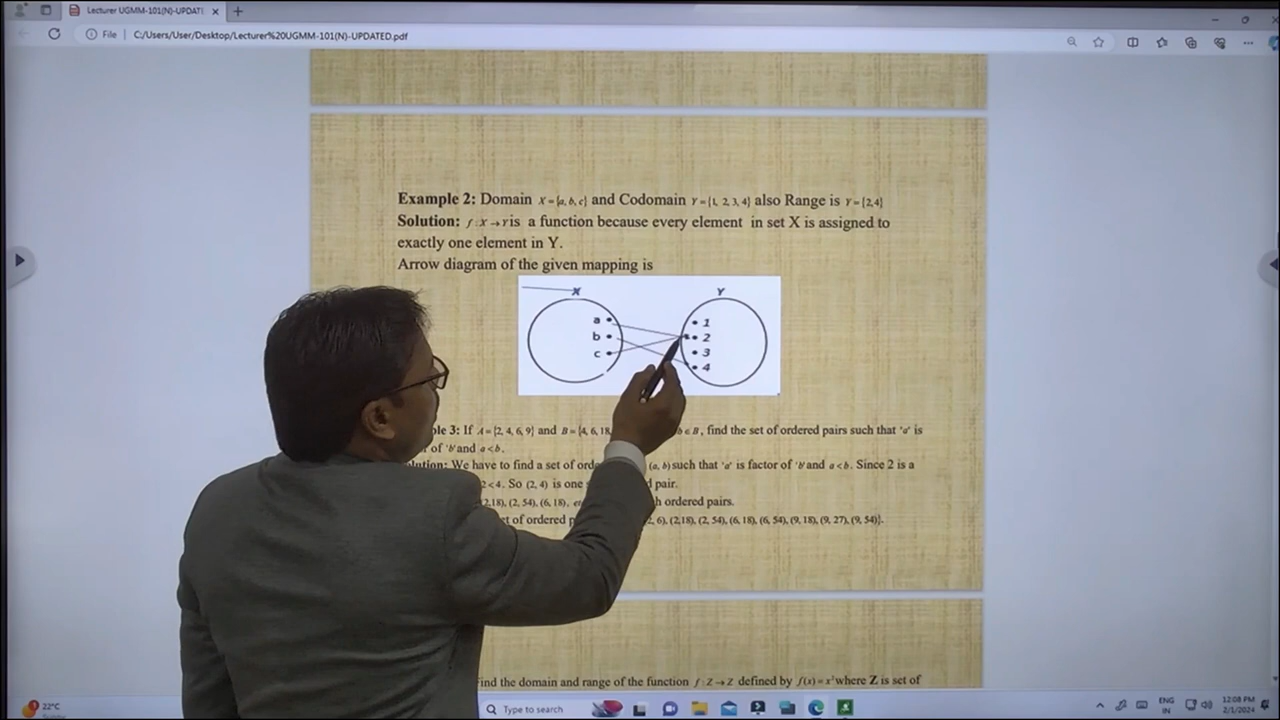 Lecturer UGMM-101(N)-UPDATE
File
C:/Users/User/Desktop/Lecturer%20UGMM-101(N)-UPDATED.pdf
Example 2: Domain X = {a, b, c} and Codomain Y = {1, 2, 3, 4} also Range is Y = {2,4}
Solution: f : X → Y is a function because every element in set X is assigned to
exactly one element in Y.
Arrow diagram of the given mapping is
X Y
a • • 1
b • • 2
c • • 3
• 4
le 3: If A = {2, 4, 6, 9} and B = {4, 6, 18, b ∈ B, find the set of ordered pairs such that 'a' is
of 'b' and a < b.
olution: We have to find a set of orde (a, b) such that 'a' is factor of 'b' and a < b. Since 2 is a
2 < 4. So (2, 4) is one pair.
(2,18), (2, 54), (6, 18), h ordered pairs.
et of ordered p 2, 6), (2,18), (2, 54), (6, 18), (6, 54), (9, 18), (9, 27), (9, 54)}.
ind the domain and range of the function f : Z → Z defined by f(x) = x² where Z is set of
22°C
Type to search
ENG
IN
12:08 PM
2/1/2024